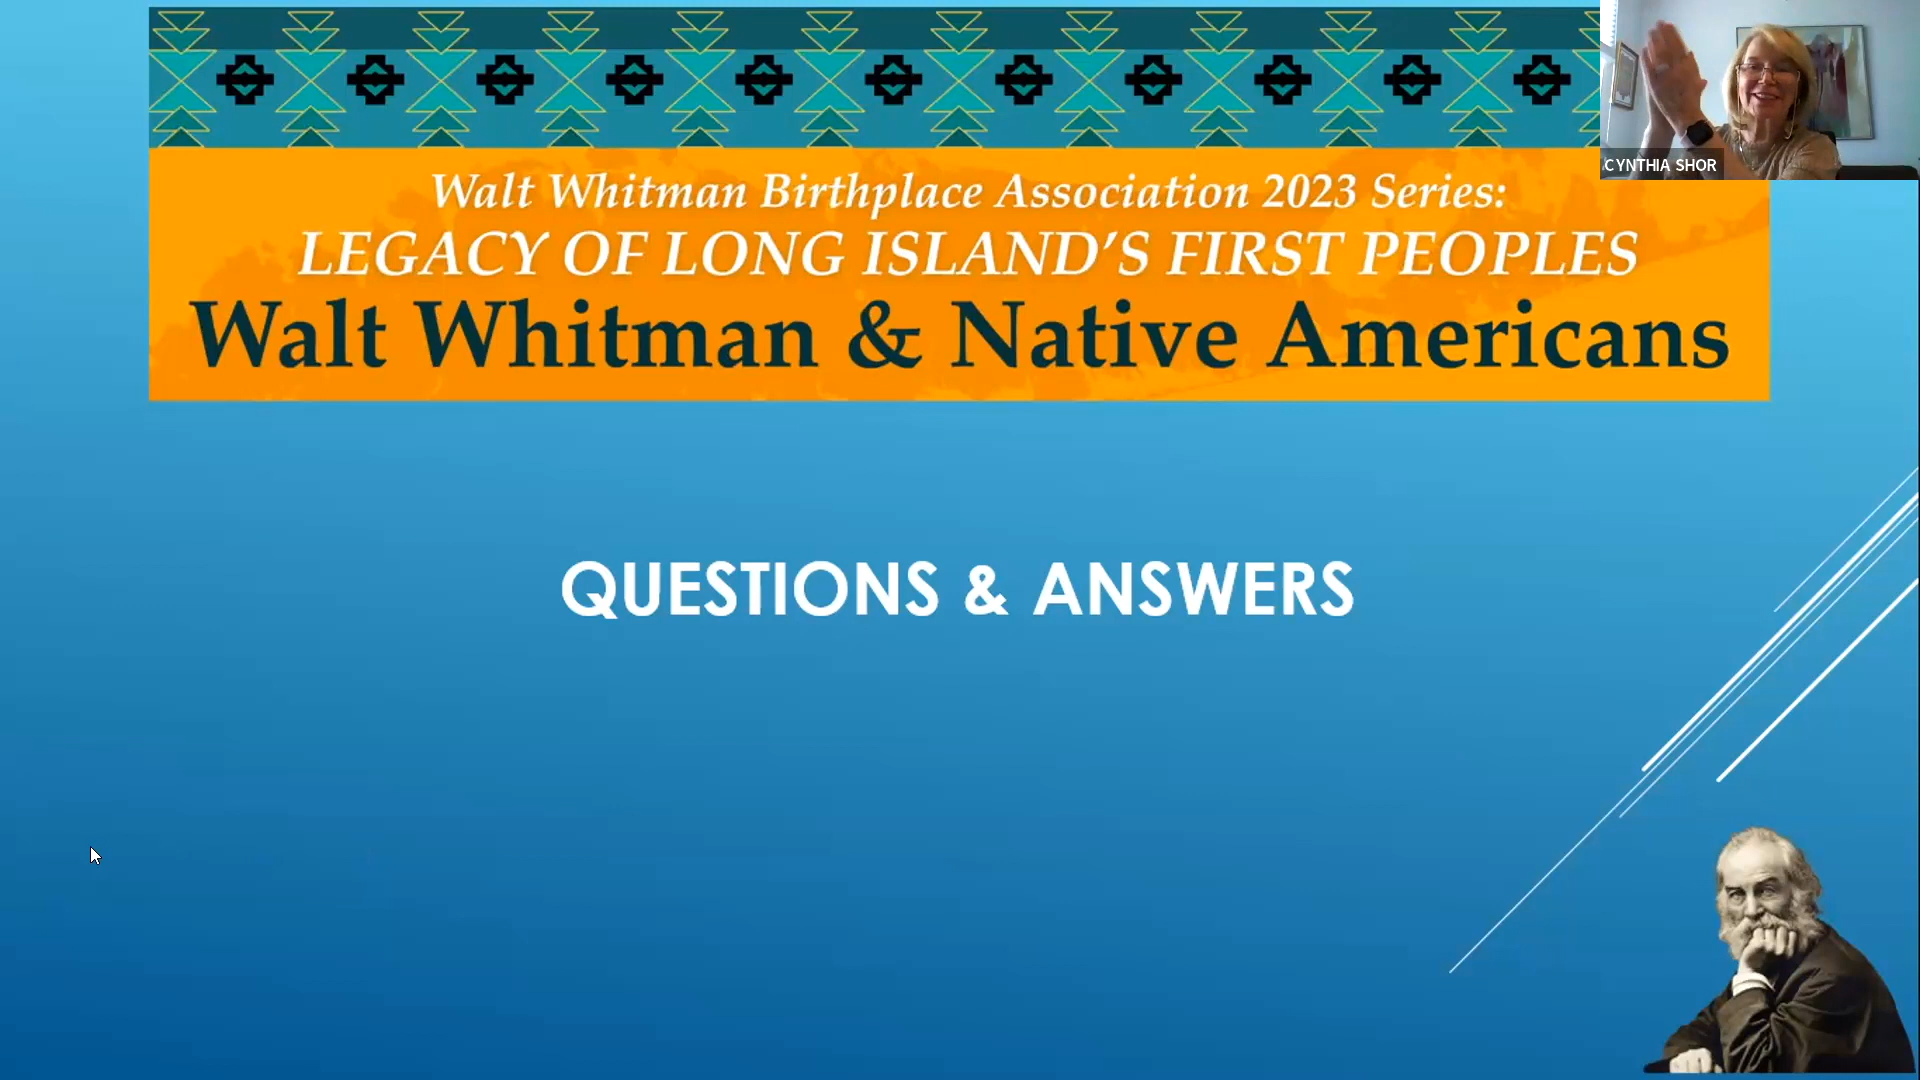 Walt Whitman Birthplace Association 2023 Series:
LEGACY OF LONG ISLAND'S FIRST PEOPLES
Walt Whitman & Native Americans
CYNTHIA SHOR
QUESTIONS & ANSWERS